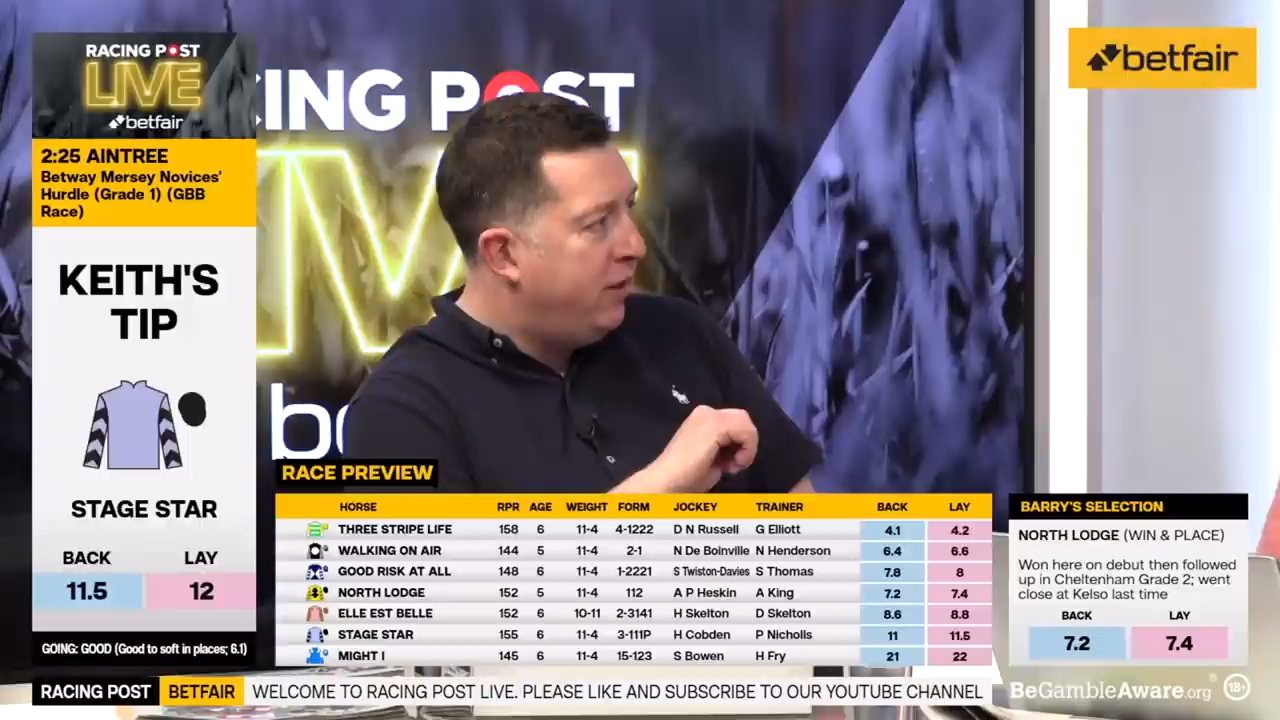 RACING POST
LIVE
betfair
2:25 AINTREE
Betway Mersey Novices'
Hurdle (Grade 1) (GBB
Race)
KEITH'S
TIP
STAGE STAR
BACK LAY
11.5 12
GOING: GOOD (Good to soft in places; 6.1)
CING POST
betfair
RACE PREVIEW
HORSE RPR AGE WEIGHT FORM JOCKEY TRAINER BACK LAY
THREE STRIPE LIFE 158 6 11-4 4-1222 D N Russell G Elliott 4.1 4.2
WALKING ON AIR 144 5 11-4 2-1 N De Boinville N Henderson 6.4 6.6
GOOD RISK AT ALL 148 6 11-4 1-2221 S Twiston-Davies S Thomas 7.8 8
NORTH LODGE 152 5 11-4 112 A P Heskin A King 7.2 7.4
ELLE EST BELLE 152 6 10-11 2-3141 H Skelton D Skelton 8.6 8.8
STAGE STAR 155 6 11-4 3-111P H Cobden P Nicholls 11 11.5
MIGHT I 145 6 11-4 15-123 S Bowen H Fry 21 22
BARRY'S SELECTION
NORTH LODGE (WIN & PLACE)
Won here on debut then followed
up in Cheltenham Grade 2; went
close at Kelso last time
BACK LAY
7.2 7.4
RACING POST BETFAIR WELCOME TO RACING POST LIVE. PLEASE LIKE AND SUBSCRIBE TO OUR YOUTUBE CHANNEL
BeGambleAware.org® 18+